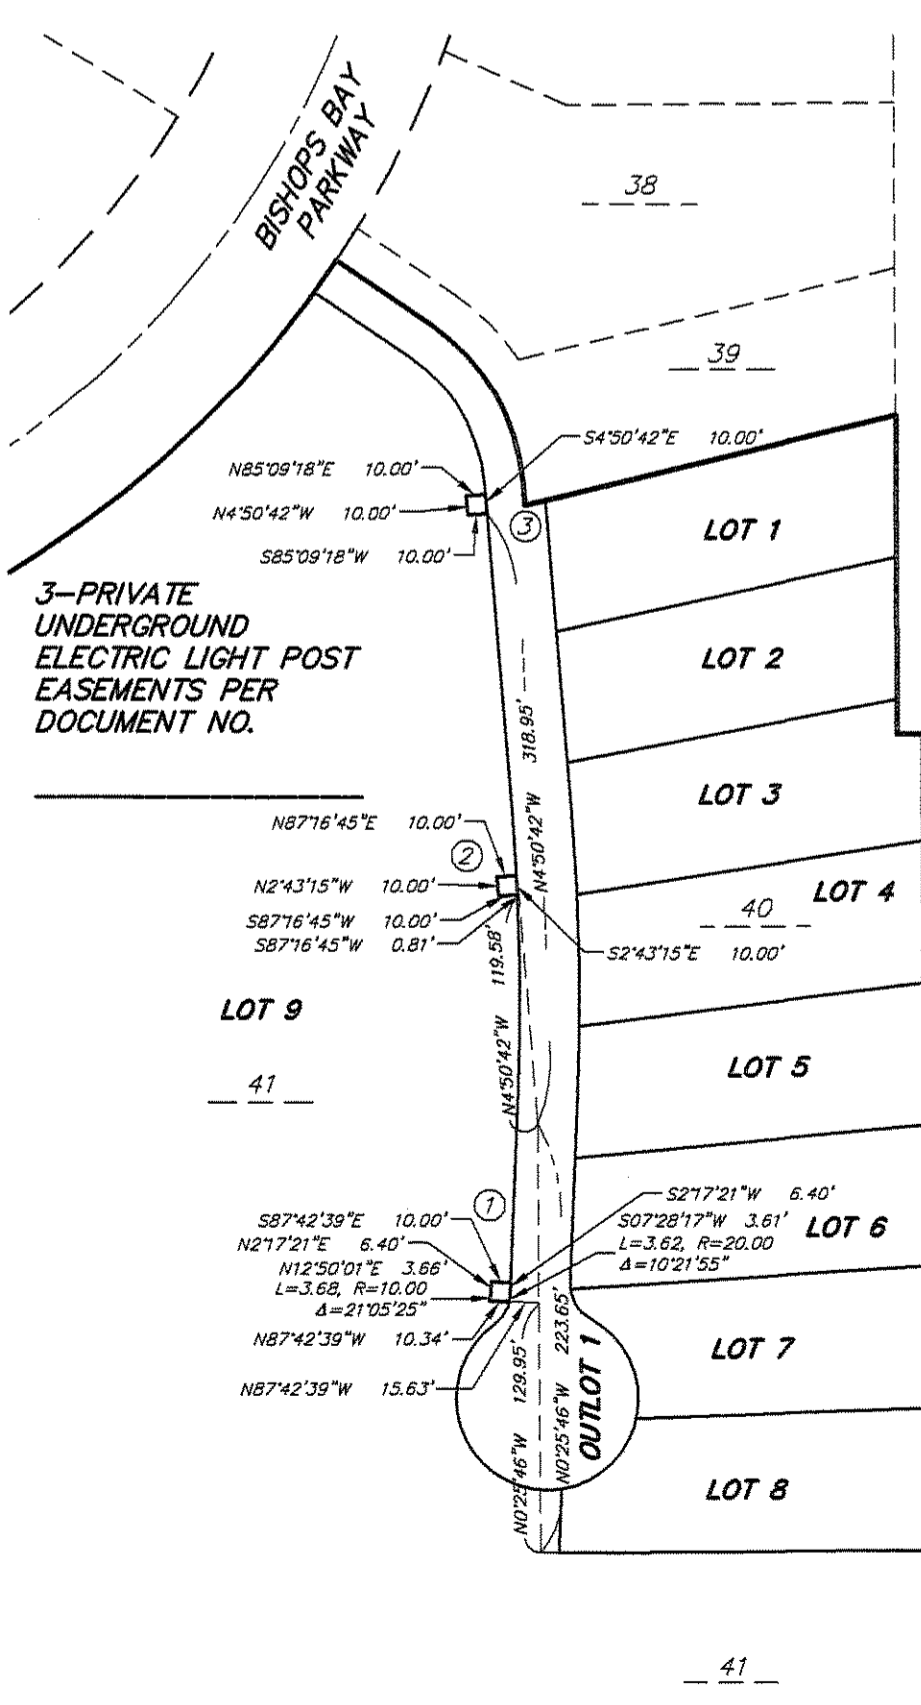 BISHOPS BAY
PARKWAY
38
39
S4°50'42"E 10.00'
N85°09'18"E 10.00'
N4°50'42"W 10.00'
S85°09'18"W 10.00'
3
LOT 1
3-PRIVATE
UNDERGROUND
ELECTRIC LIGHT POST
EASEMENTS PER
DOCUMENT NO.
LOT 2
N4°50'42"W 318.95'
LOT 3
N87°16'45"E 10.00'
2
N2°43'15"W 10.00'
S87°16'45"W 10.00'
S87°16'45"W 0.81'
LOT 4
40
S2°43'15"E 10.00'
N4°50'42"W 119.58'
LOT 9
41
LOT 5
1
S2°17'21"W 6.40'
S07°28'17"W 3.61'
L=3.62, R=20.00
Δ=10°21'55"
LOT 6
S87°42'39"E 10.00'
N2°17'21"E 6.40'
N12°50'01"E 3.66'
L=3.68, R=10.00
Δ=21°05'25"
N87°42'39"W 10.34'
N87°42'39"W 15.63'
N0°25'46"W 129.95'
N0°25'46"W 223.65'
OUTLOT 1
LOT 7
LOT 8
41